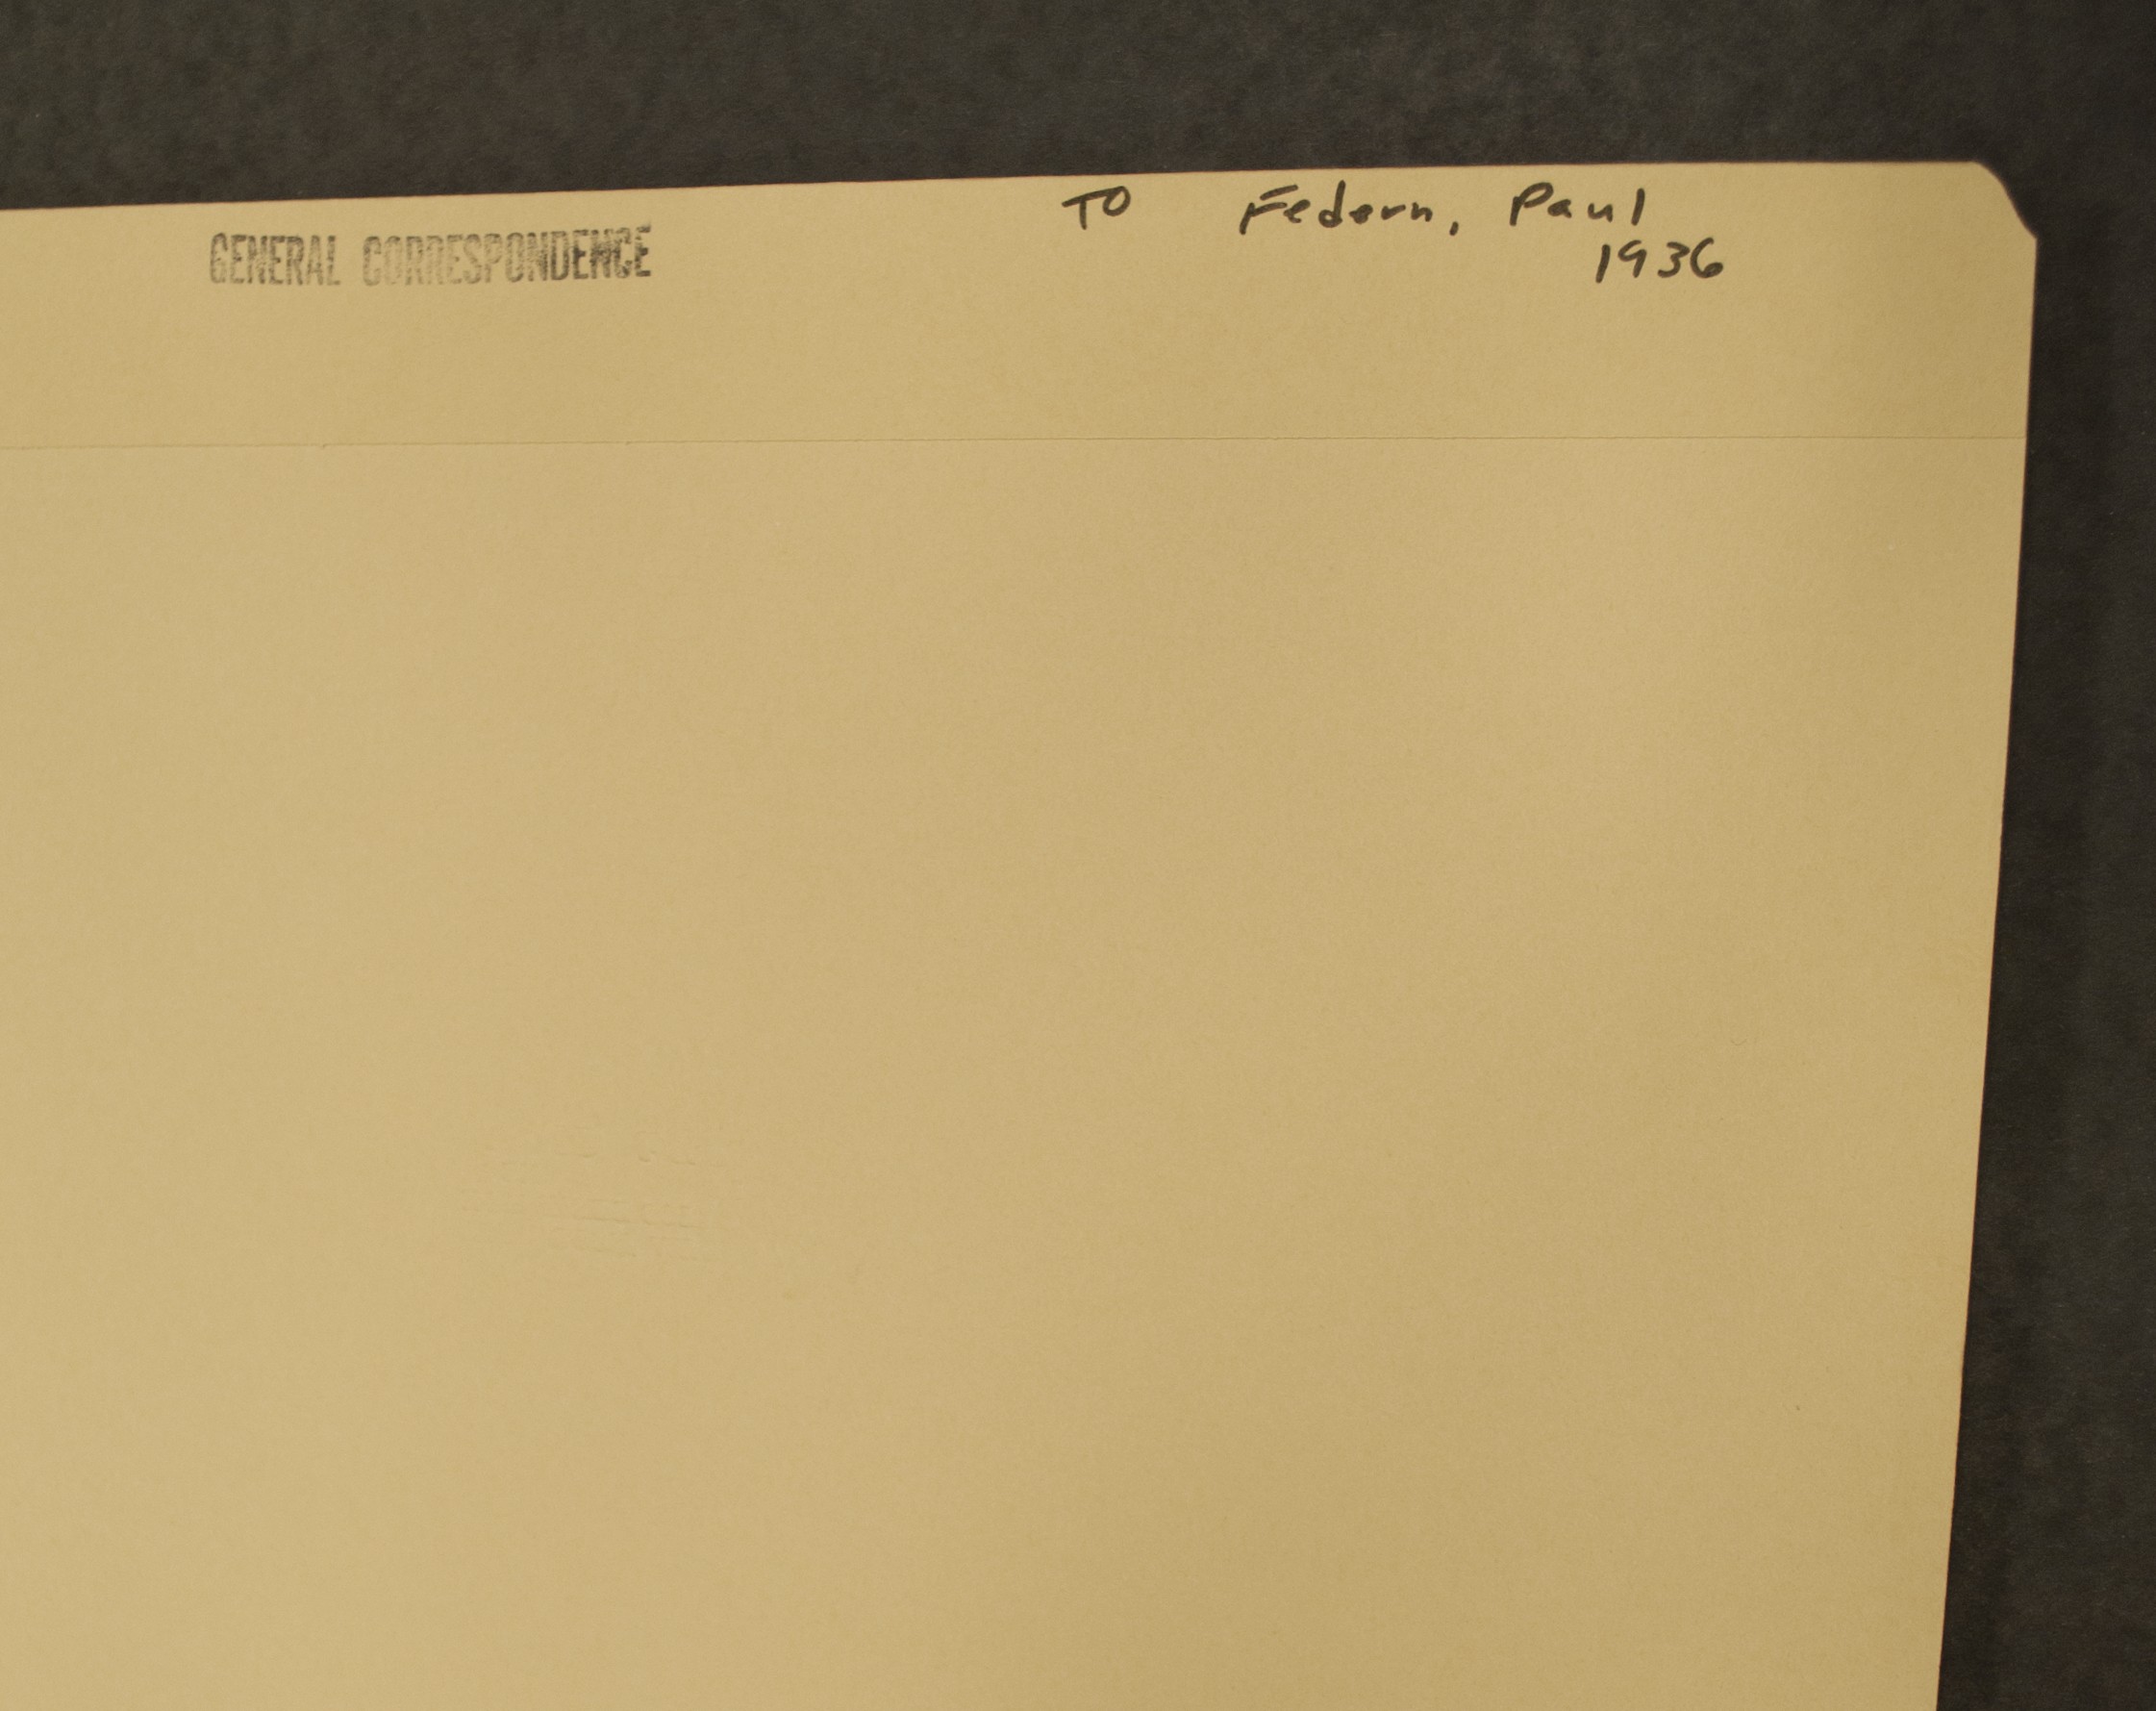 GENERAL CORRESPONDENCE
TO Federn, Paul
1936